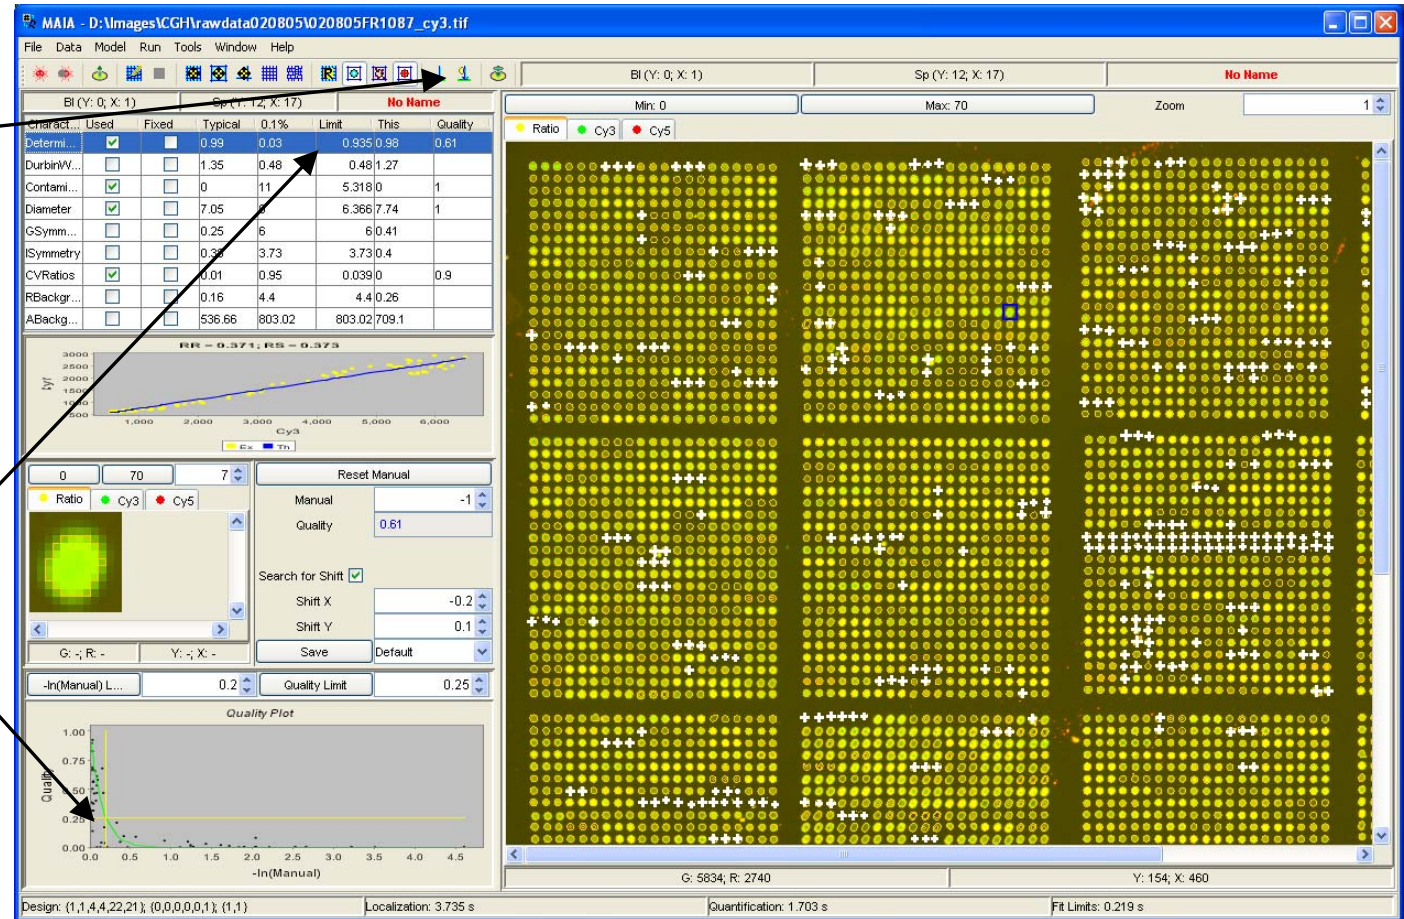 MAIA - D:\Images\CGH\rawdata020805\020805FR1087_cy3.tif
File Data Model Run Tools Window Help
Bl (Y: 0; X: 1) Sp (Y: 12; X: 17) No Name
Bl (Y: 0; X: 1) Sp (Y: 12; X: 17) No Name
Min: 0 Max: 70 Zoom 1
Charact... Used Fixed Typical 0.1% Limit This Quality
Ratio Cy3 Cy5
Determi... 0.99 0.03 0.935 0.98 0.61
DurbinW... 1.35 0.48 0.48 1.27
Contami... 0 11 5.318 0 1
Diameter 7.05 6.366 7.74 1
GSymm... 0.25 6 6 0.41
ISymmetry 3.73 3.73 0.4
CVRatios 0.01 0.95 0.039 0 0.9
RBackgr... 0.16 4.4 4.4 0.26
ABackg... 536.66 803.02 803.02 709.1
RR = 0.371; RS = 0.373
3000
2500
2000
1500
1000
500
1,000 2,000 3,000 4,000 5,000 6,000
Cy3
Ex Th
0 70 7 Reset Manual
Ratio Cy3 Cy5
Manual -1
Quality 0.61
Search for Shift
Shift X -0.2
Shift Y 0.1
G: -; R: - Y: -; X: - Save Default
-ln(Manual) L... 0.2 Quality Limit 0.25
Quality Plot
1.00
0.75
Quality
0.50
0.25
0.00
0.0 0.5 1.0 1.5 2.0 2.5 3.0 3.5 4.0 4.5
-ln(Manual)
G: 5834; R: 2740 Y: 154; X: 460
Design: {1,1,4,4,22,21}; {0,0,0,0,0,1}; {1,1} Localization: 3.735 s Quantification: 1.703 s Fit Limits: 0.219 s